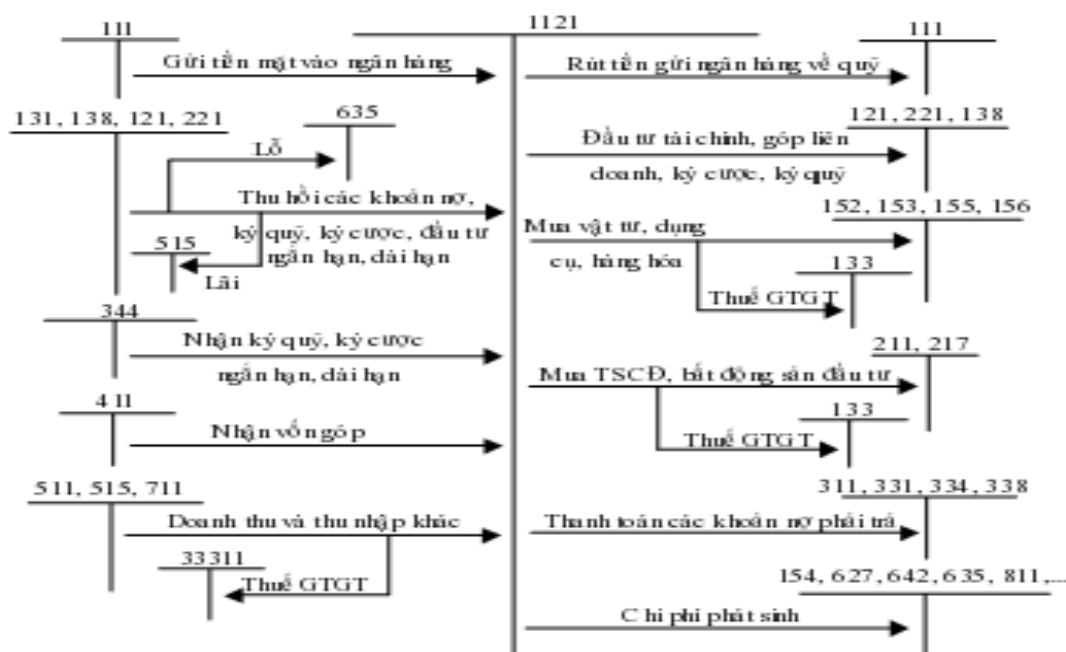 111
1121
111
Gửi tiền mặt vào ngân hàng
Rút tiền gửi ngân hàng về quỹ
131, 138, 121, 221
635
121, 221, 138
Lỗ
Đầu tư tài chính, góp liên
doanh, ký cược, ký quỹ
Thu hồi các khoản nợ,
ký quỹ, ký cược, đầu tư
ngắn hạn, dài hạn
515
Lãi
152, 153, 155, 156
Mua vật tư, dụng
cụ, hàng hóa
133
Thuế GTGT
344
Nhận ký quỹ, ký cược
ngắn hạn, dài hạn
211, 217
Mua TSCĐ, bất động sản đầu tư
133
Thuế GTGT
411
Nhận vốn góp
511, 515, 711
Doanh thu và thu nhập khác
33311
Thuế GTGT
311, 331, 334, 338
Thanh toán các khoản nợ phải trả
154, 627, 642, 635, 811,...
Chi phí phát sinh